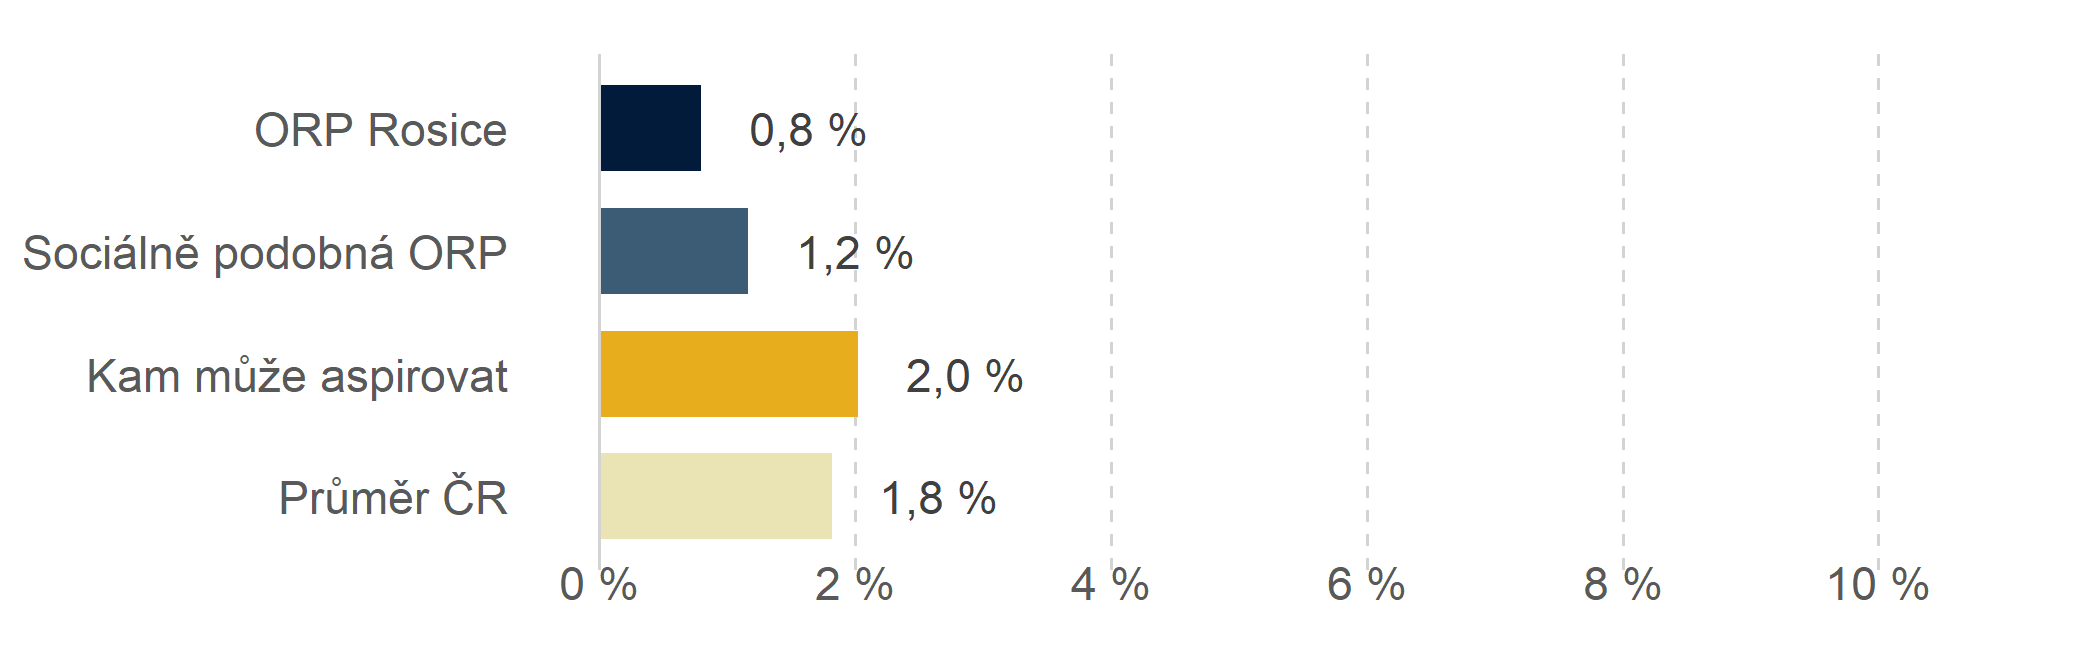 ORP Rosice 0,8 %
Sociálně podobná ORP 1,2 %
Kam může aspirovat 2,0 %
Průměr ČR 1,8 %
0 % 2 % 4 % 6 % 8 % 10 %